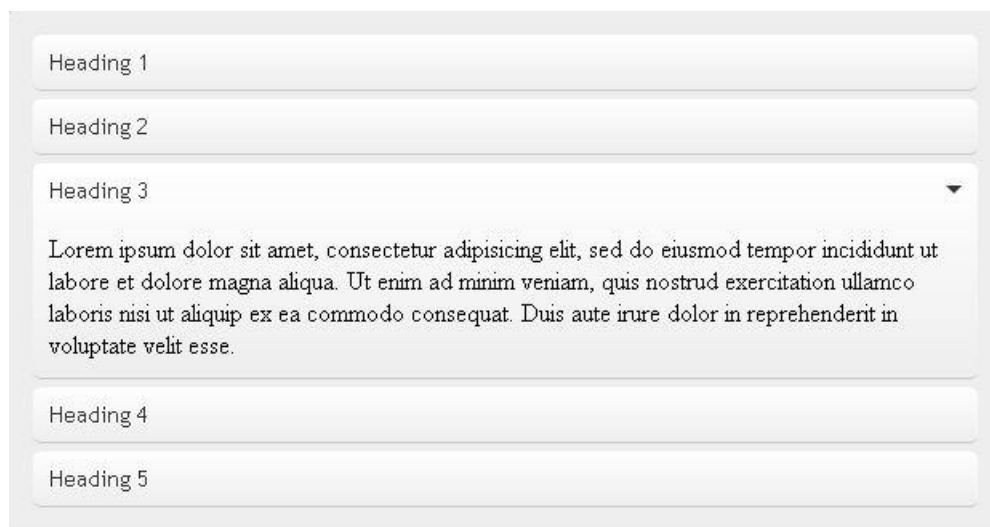 Heading 1
Heading 2
Heading 3
Lorem ipsum dolor sit amet, consectetur adipisicing elit, sed do eiusmod tempor incididunt ut
labore et dolore magna aliqua. Ut enim ad minim veniam, quis nostrud exercitation ullamco
laboris nisi ut aliquip ex ea commodo consequat. Duis aute irure dolor in reprehenderit in
voluptate velit esse.
Heading 4
Heading 5